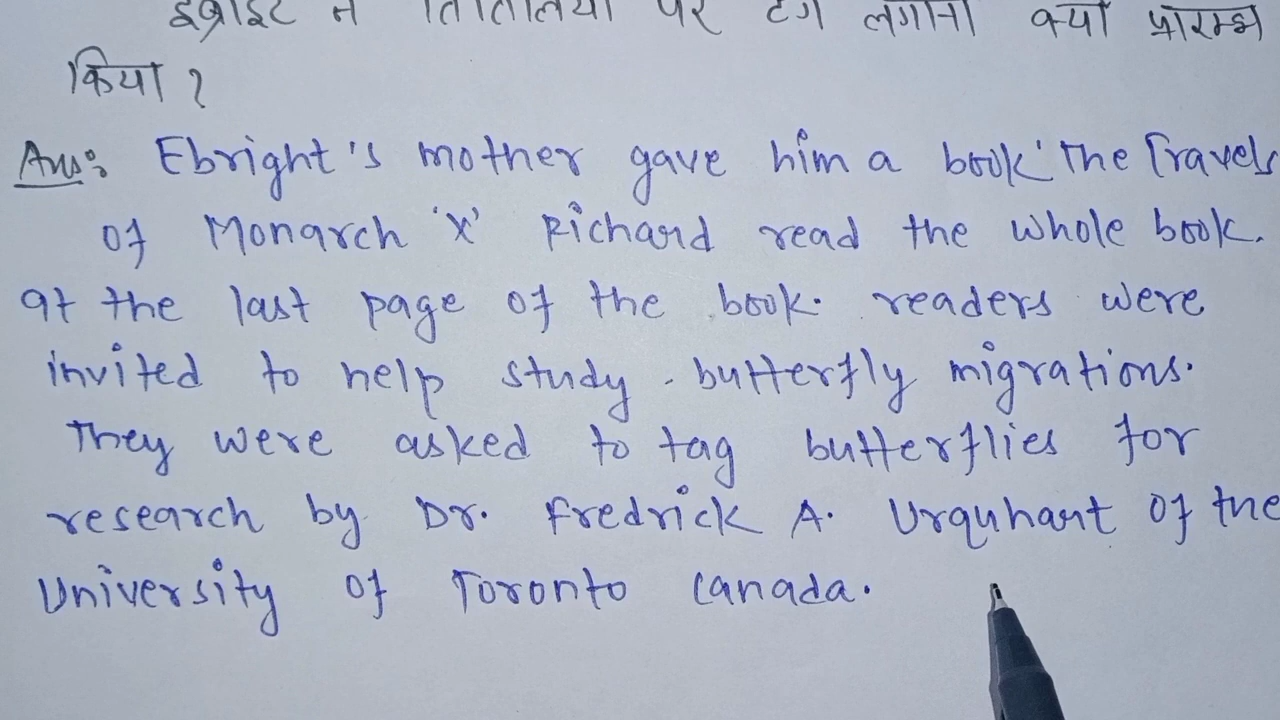 इब्राइट ने तितलियों पर टैग लगाना क्यों प्रारम्भ
किया ?
Ans: Ebright's mother gave him a book 'The Travels
of Monarch 'X' Richard read the whole book.
at the last page of the book. readers were
invited to help study butterfly migrations.
They were asked to tag butterflies for
research by Dr. Fredrick A. Urquhart of the
University of Toronto Canada.